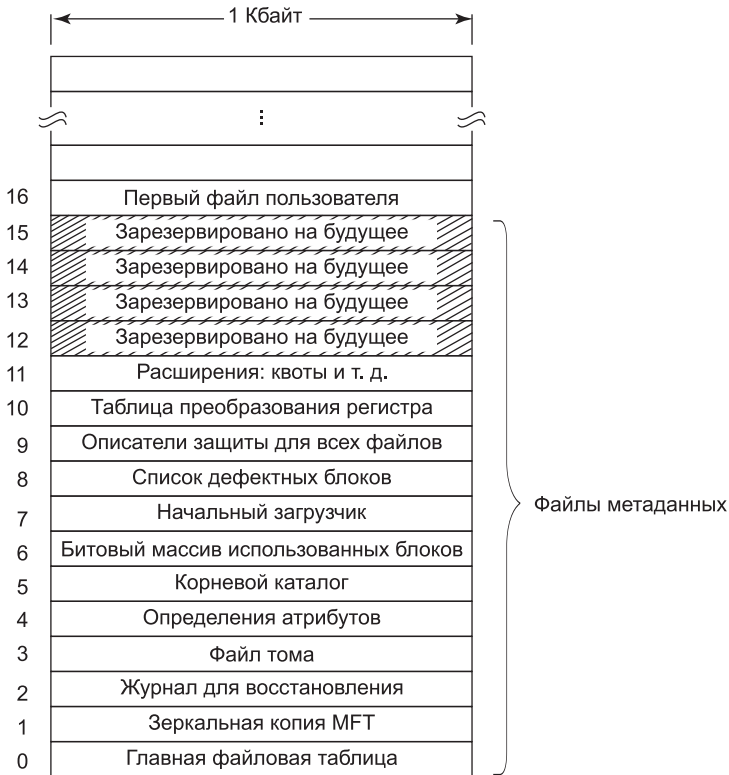 1 Кбайт
16 Первый файл пользователя
15 Зарезервировано на будущее
14 Зарезервировано на будущее
13 Зарезервировано на будущее
12 Зарезервировано на будущее
11 Расширения: квоты и т. д.
10 Таблица преобразования регистра
9 Описатели защиты для всех файлов
8 Список дефектных блоков
7 Начальный загрузчик
6 Битовый массив использованных блоков
5 Корневой каталог
4 Определения атрибутов
3 Файл тома
2 Журнал для восстановления
1 Зеркальная копия MFT
0 Главная файловая таблица
Файлы метаданных